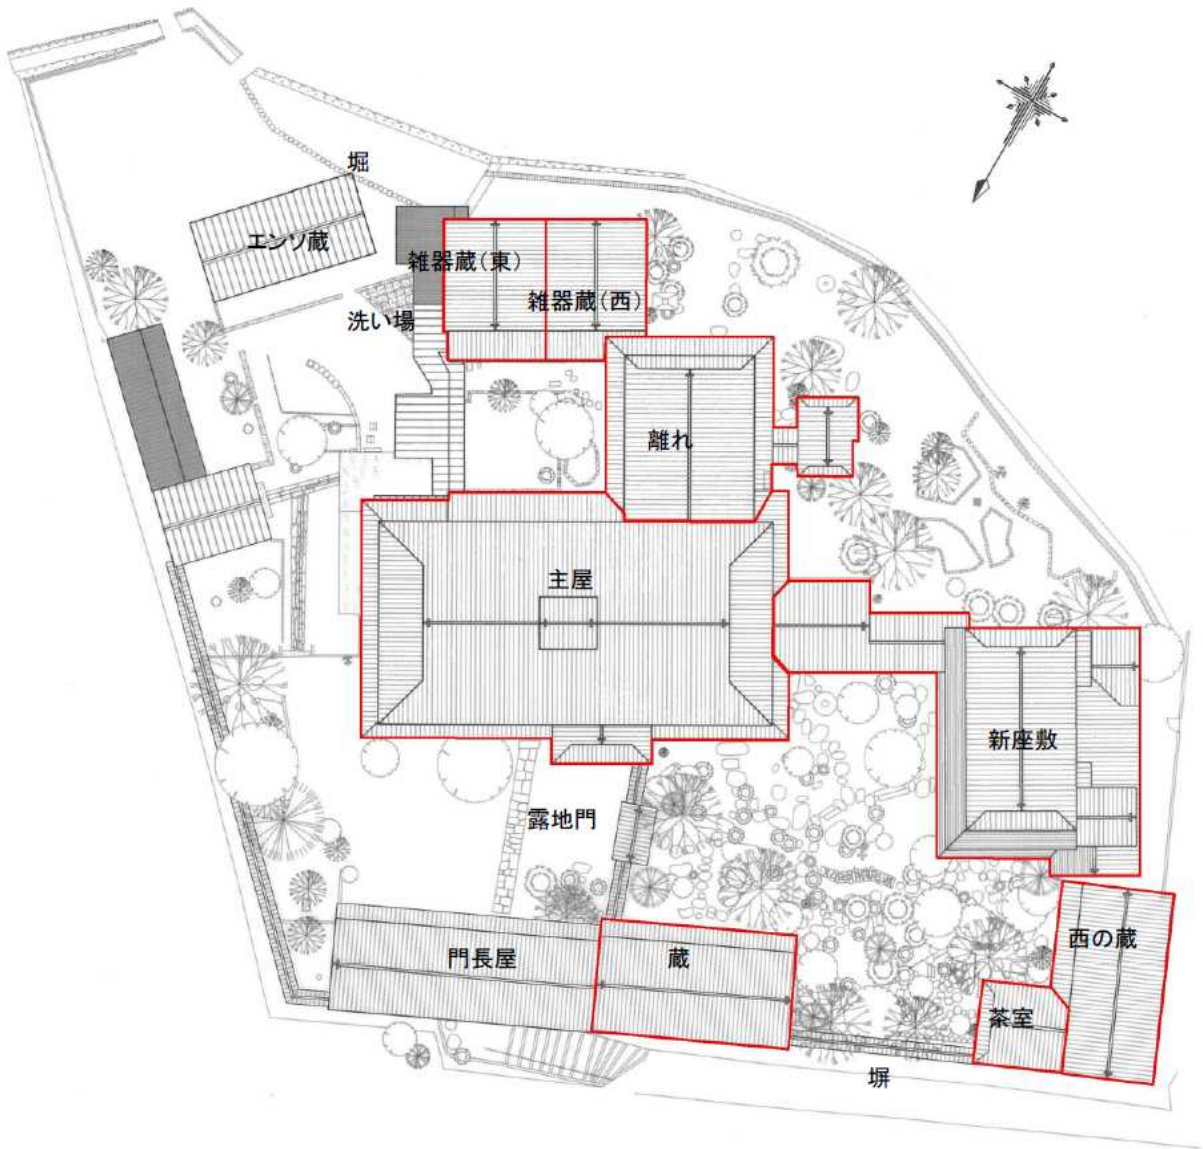 堀
エンソ蔵
雑器蔵(東)
雑器蔵(西)
洗い場
離れ
主屋
新座敷
露地門
門長屋
蔵
西の蔵
茶室
塀